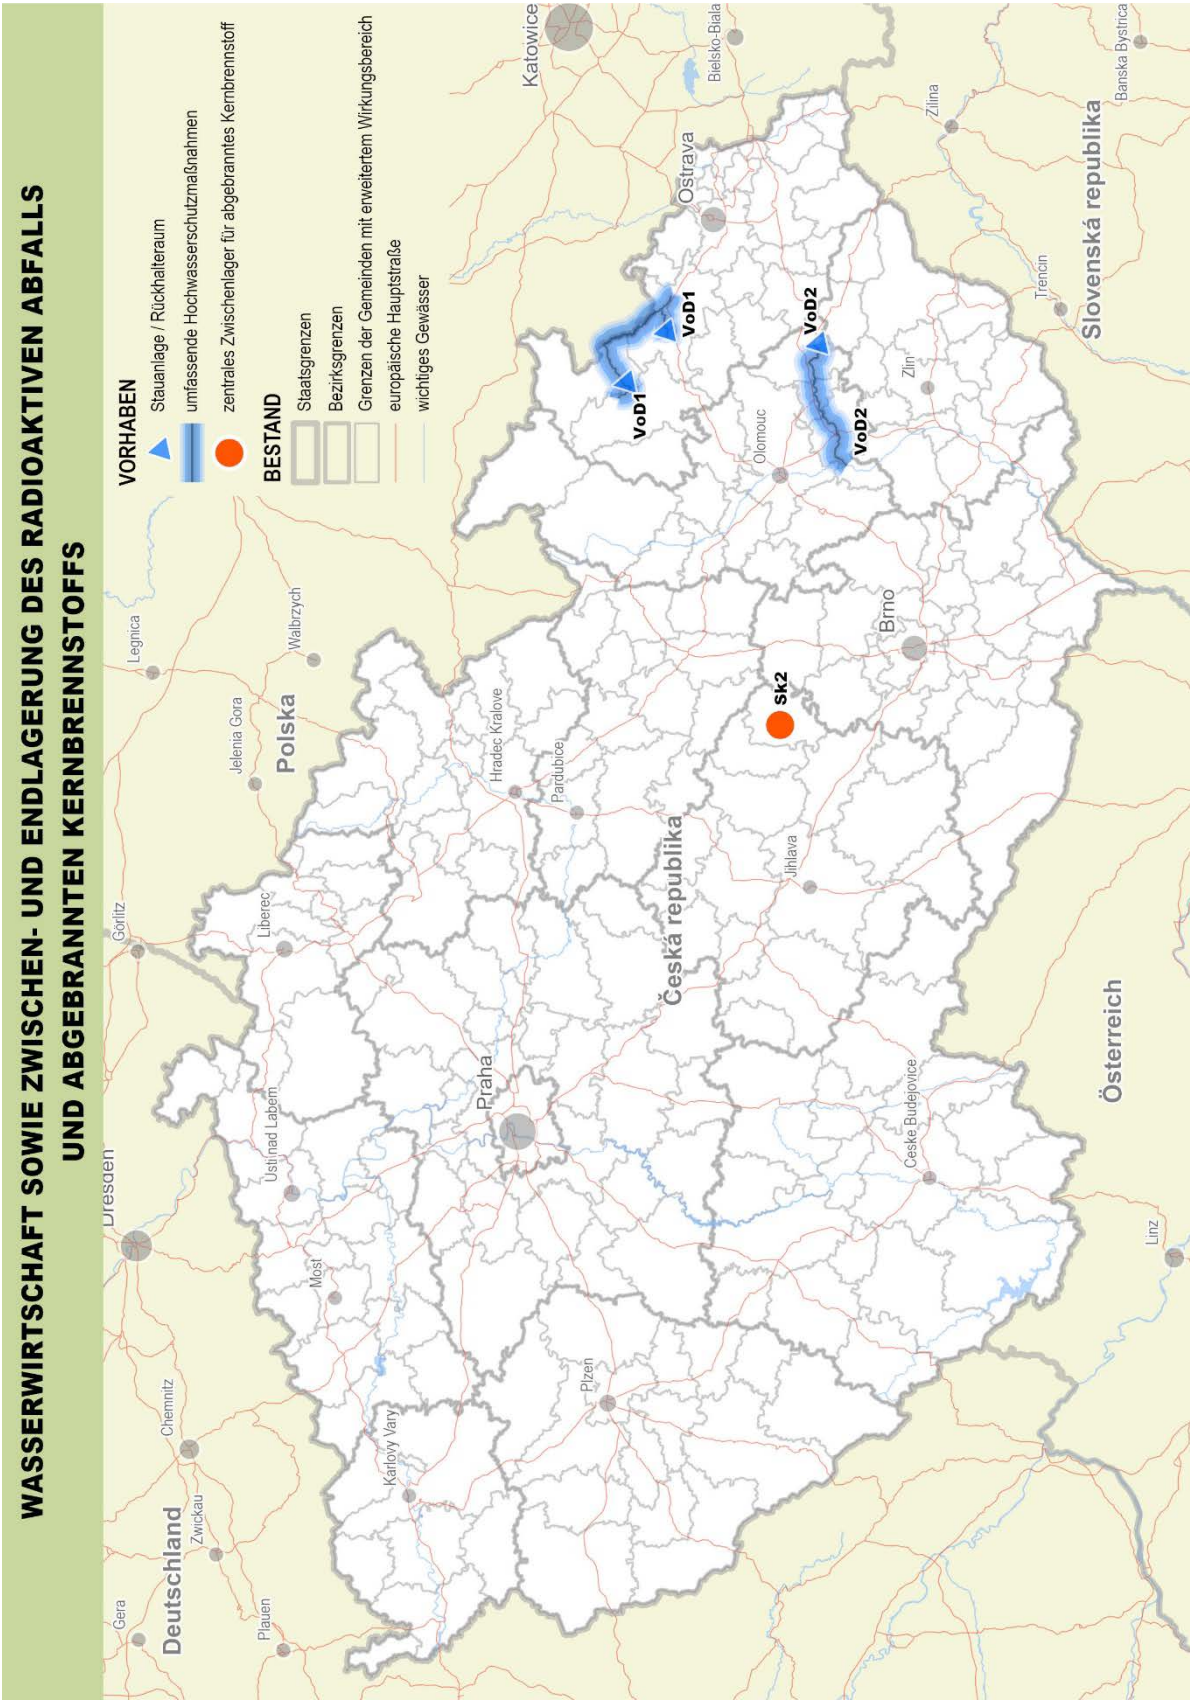 WASSERWIRTSCHAFT SOWIE ZWISCHEN- UND ENDLAGERUNG DES RADIOAKTIVEN ABFALLS
UND ABGEBRANNTEN KERNBRENNSTOFFS
VORHABEN
Stauanlage / Rückhalteraum
umfassende Hochwasserschutzmaßnahmen
zentrales Zwischenlager für abgebranntes Kernbrennstoff
BESTAND
Staatsgrenzen
Bezirksgrenzen
Grenzen der Gemeinden mit erweitertem Wirkungsbereich
europäische Hauptstraße
wichtiges Gewässer
Gera
Deutschland
Zwickau
Plauen
Chemnitz
Dresden
Görlitz
Legnica
Jelenia Gora
Walbrzych
Polska
Katowice
Bielsko-Biala
Liberec
Usti nad Labem
Most
Karlovy Vary
Praha
Hradec Kralove
Pardubice
Plzen
Česká republika
Jihlava
Sk2
Brno
Olomouc
Ostrava
VoD1
VoD1
VoD2
VoD2
Zlin
Zilina
Trencin
Banska Bystrica
Slovenská republika
Ceske Budejovice
Österreich
Linz